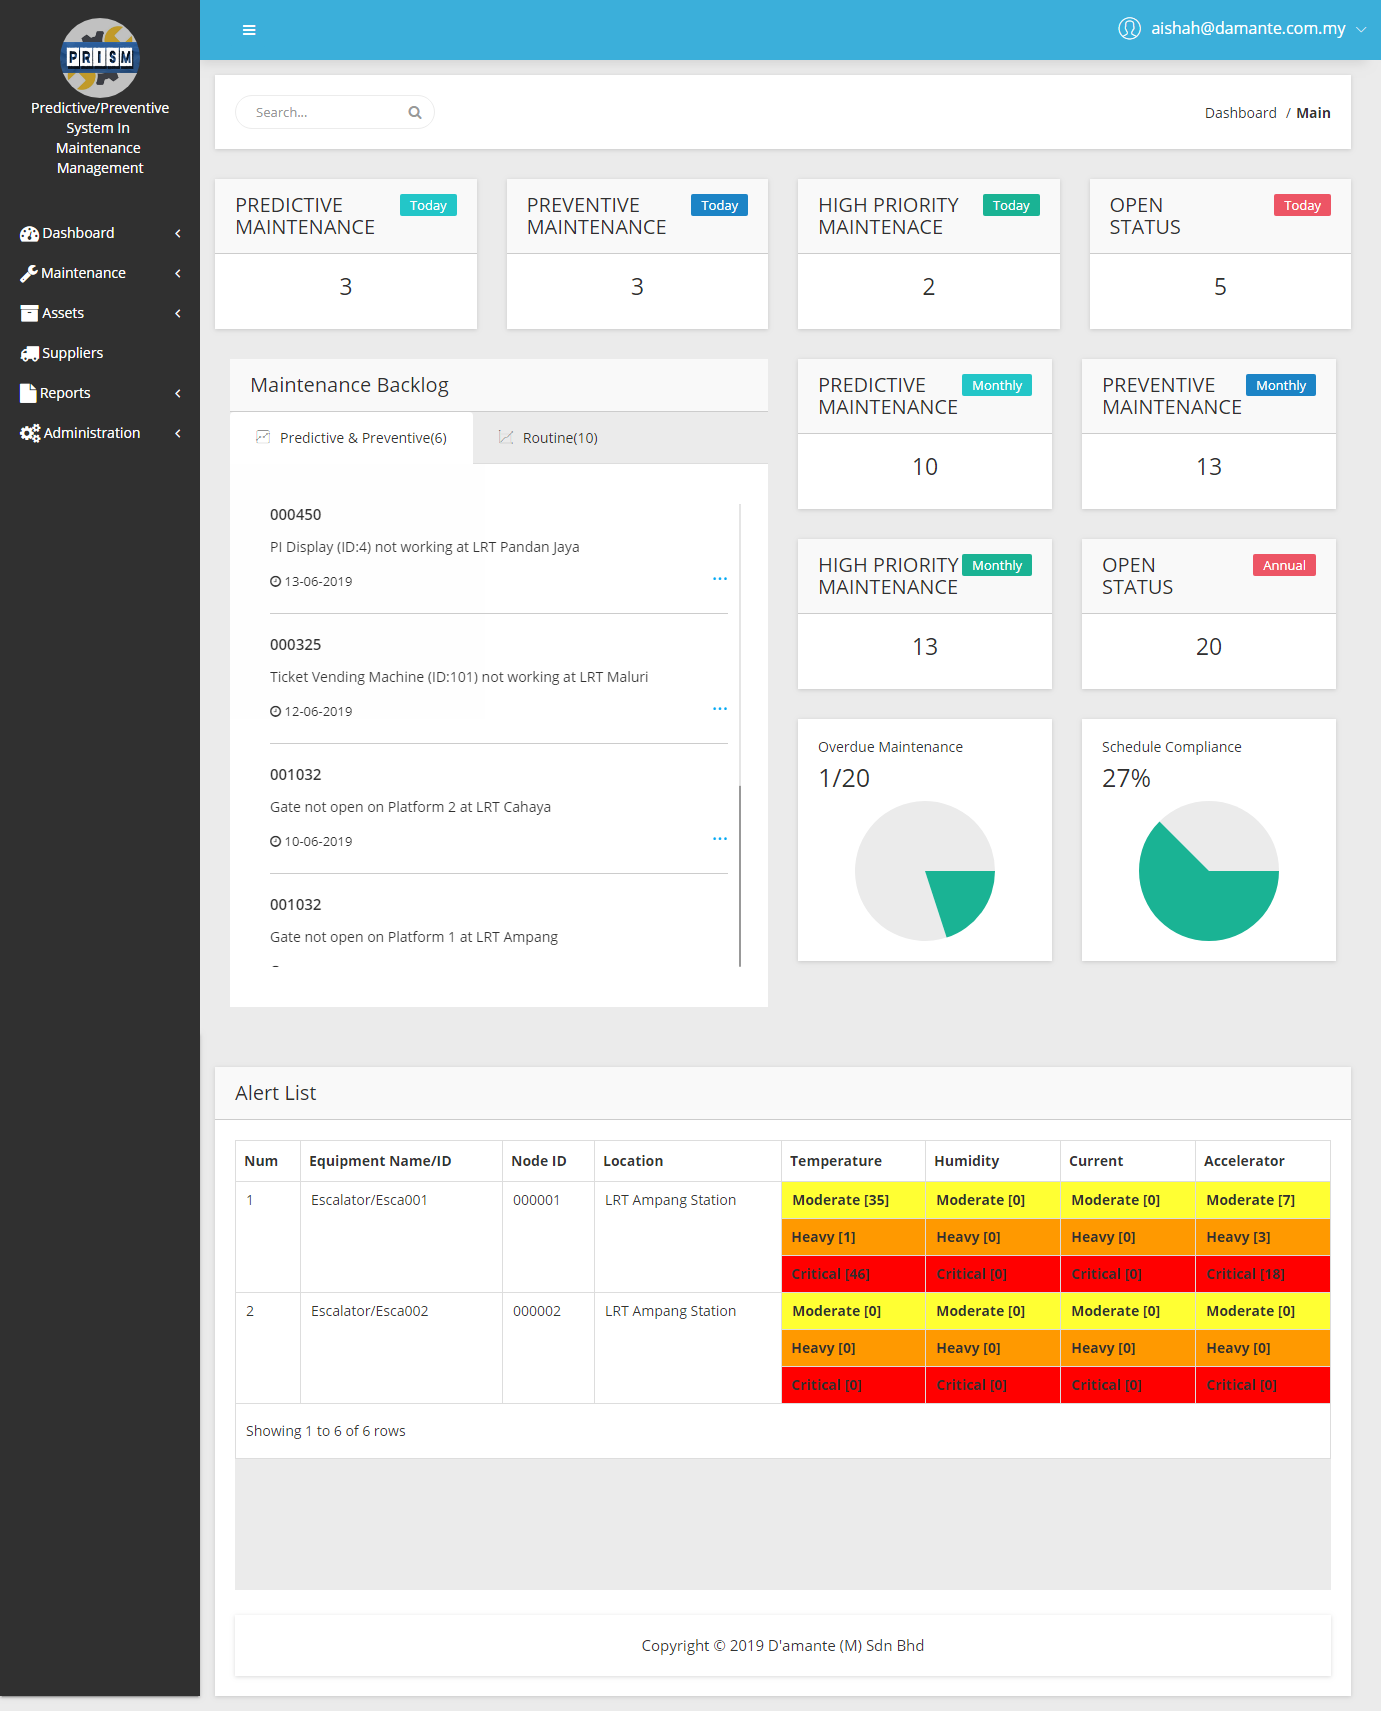 PRISM
Predictive/Preventive
System In
Maintenance
Management
Dashboard
Maintenance
Assets
Suppliers
Reports
Administration
aishah@damante.com.my
Search...
Dashboard / Main
PREDICTIVE
MAINTENANCE
Today
3
PREVENTIVE
MAINTENANCE
Today
3
HIGH PRIORITY
MAINTENACE
Today
2
OPEN
STATUS
Today
5
Maintenance Backlog
Predictive & Preventive(6)
Routine(10)
000450
PI Display (ID:4) not working at LRT Pandan Jaya
13-06-2019
...
000325
Ticket Vending Machine (ID:101) not working at LRT Maluri
12-06-2019
...
001032
Gate not open on Platform 2 at LRT Cahaya
10-06-2019
...
001032
Gate not open on Platform 1 at LRT Ampang
PREDICTIVE
MAINTENANCE
Monthly
10
PREVENTIVE
MAINTENANCE
Monthly
13
HIGH PRIORITY
MAINTENANCE
Monthly
13
OPEN
STATUS
Annual
20
Overdue Maintenance
1/20
Schedule Compliance
27%
Alert List
Num Equipment Name/ID Node ID Location Temperature Humidity Current Accelerator
1 Escalator/Esca001 000001 LRT Ampang Station Moderate [35] Moderate [0] Moderate [0] Moderate [7]
Heavy [1] Heavy [0] Heavy [0] Heavy [3]
Critical [46] Critical [0] Critical [0] Critical [18]
2 Escalator/Esca002 000002 LRT Ampang Station Moderate [0] Moderate [0] Moderate [0] Moderate [0]
Heavy [0] Heavy [0] Heavy [0] Heavy [0]
Critical [0] Critical [0] Critical [0] Critical [0]
Showing 1 to 6 of 6 rows
Copyright © 2019 D'amante (M) Sdn Bhd